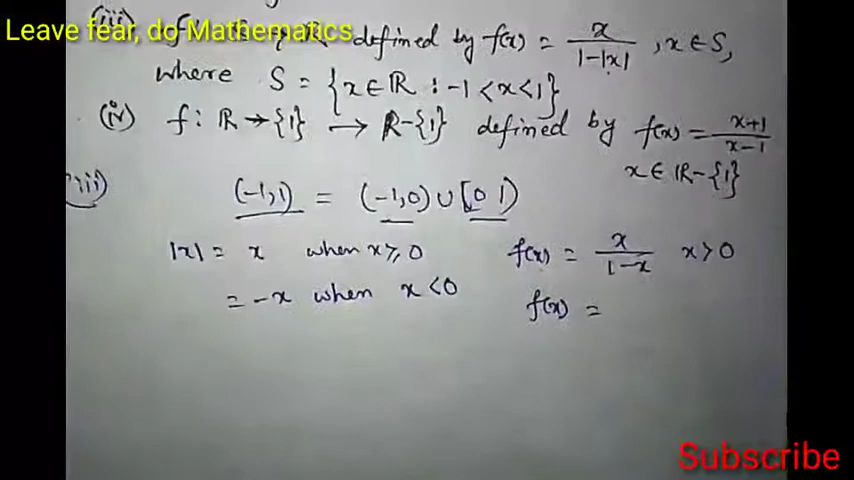 (iii) f: defined by f(x) = x / 1-|x| , x ∈ S,
Leave fear, do Mathematics
where S = {x ∈ ℝ : -1 < x < 1}
(iv) f: ℝ → {1} → ℝ-{1} defined by f(x) = x+1 / x-1
x ∈ ℝ-{1}
iii)
(-1,1) = (-1,0) ∪ [0 1)
|x| = x when x ≥ 0 f(x) = x / 1-x x > 0
= -x when x < 0 f(x) =
Subscribe